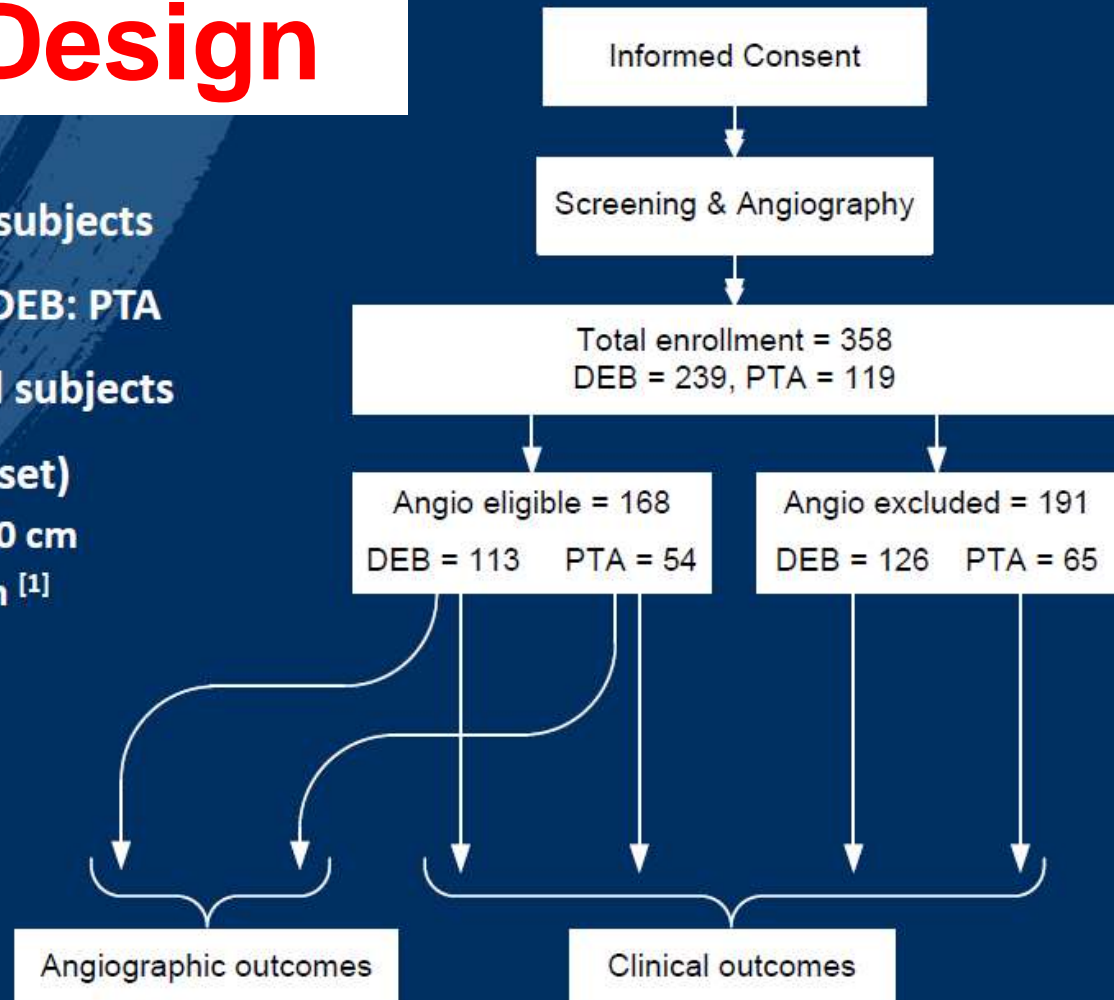 Design
subjects
DEB: PTA
subjects
set)
0 cm
[1]
Informed Consent
Screening & Angiography
Total enrollment = 358
DEB = 239, PTA = 119
Angio eligible = 168
DEB = 113 PTA = 54
Angio excluded = 191
DEB = 126 PTA = 65
Angiographic outcomes
Clinical outcomes